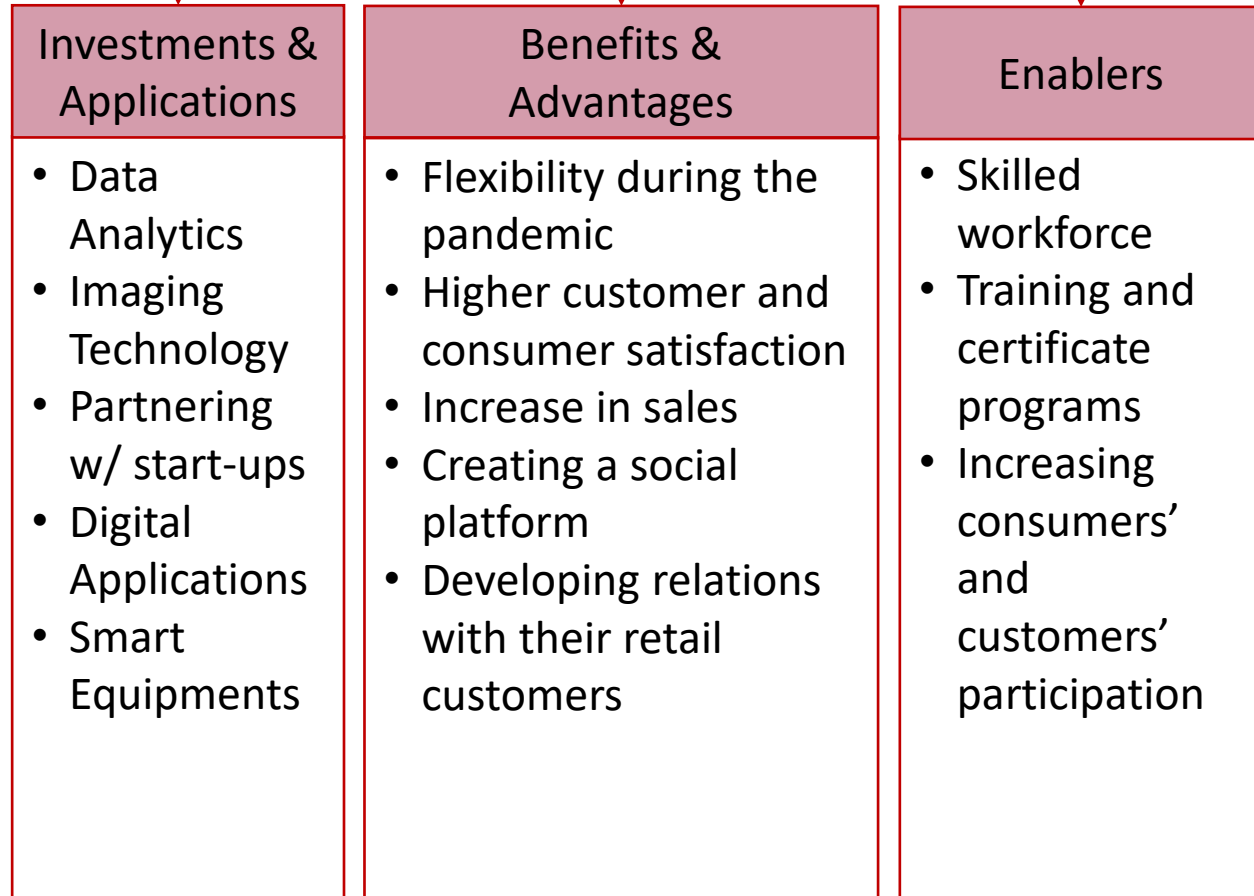 Investments &
Applications
• Data
Analytics
• Imaging
Technology
• Partnering
w/ start-ups
• Digital
Applications
• Smart
Equipments
Benefits &
Advantages
• Flexibility during the
pandemic
• Higher customer and
consumer satisfaction
• Increase in sales
• Creating a social
platform
• Developing relations
with their retail
customers
Enablers
• Skilled
workforce
• Training and
certificate
programs
• Increasing
consumers’
and
customers’
participation